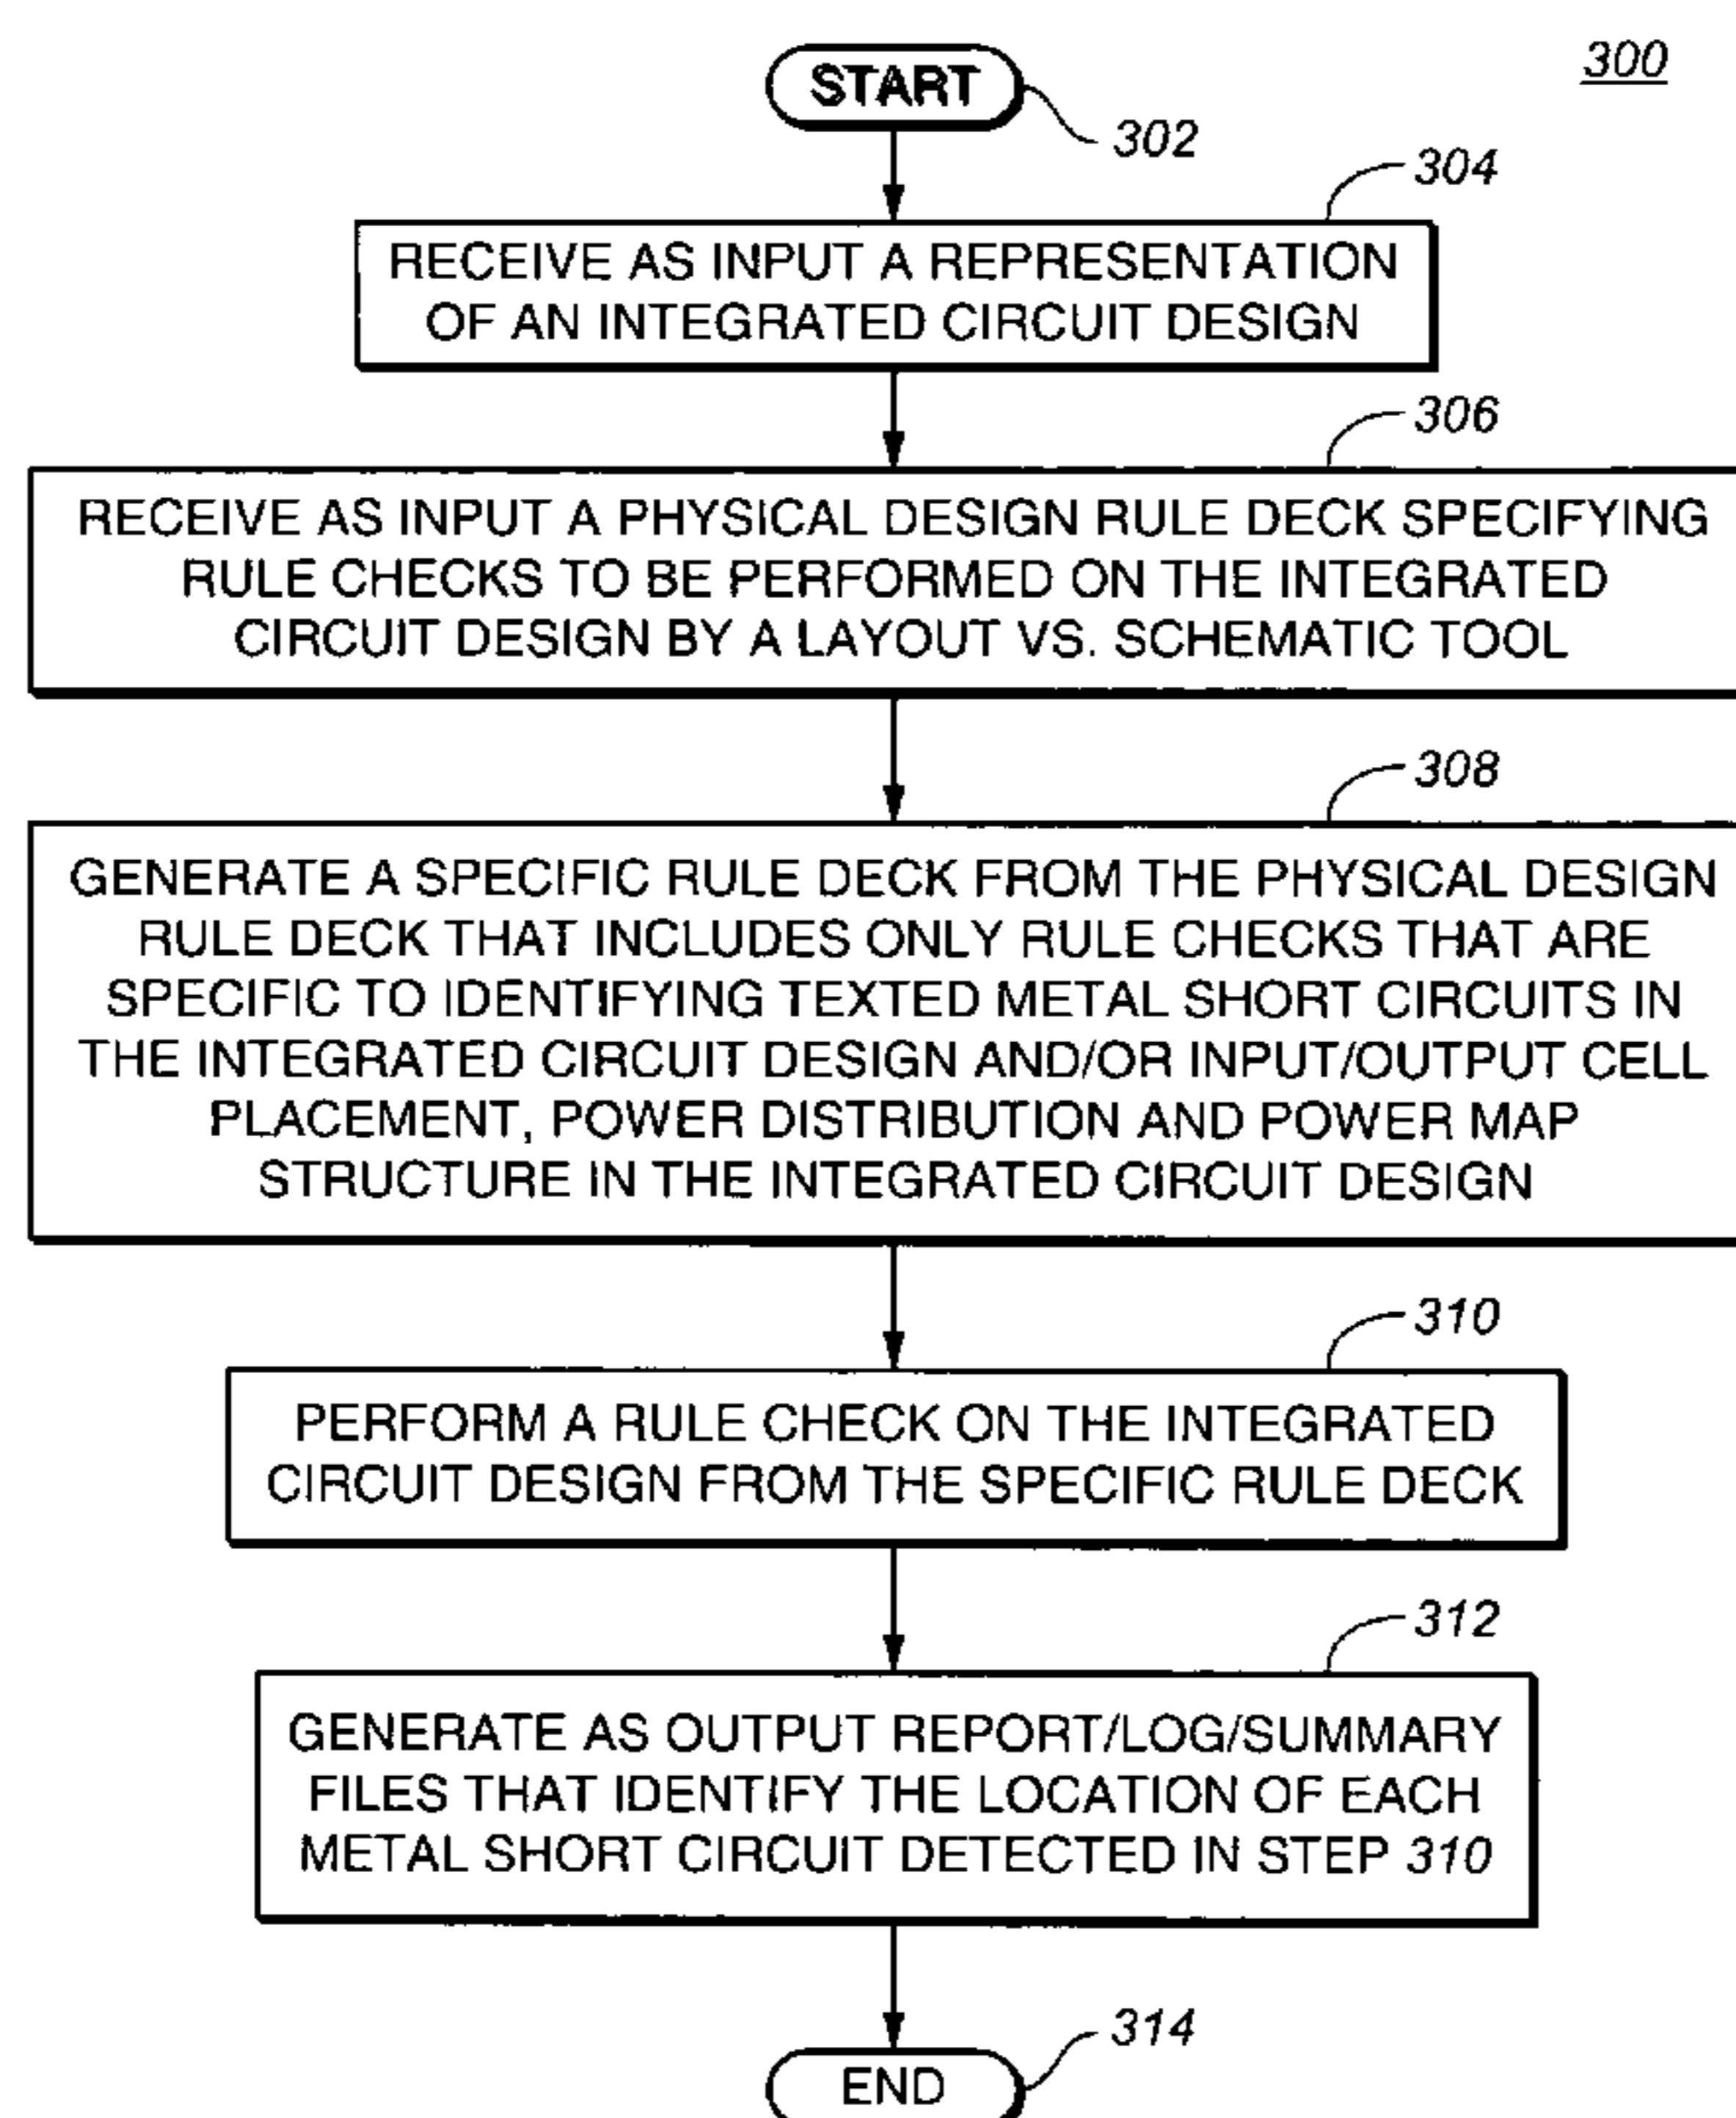 300
START
302
304
RECEIVE AS INPUT A REPRESENTATION
OF AN INTEGRATED CIRCUIT DESIGN
306
RECEIVE AS INPUT A PHYSICAL DESIGN RULE DECK SPECIFYING
RULE CHECKS TO BE PERFORMED ON THE INTEGRATED
CIRCUIT DESIGN BY A LAYOUT VS. SCHEMATIC TOOL
308
GENERATE A SPECIFIC RULE DECK FROM THE PHYSICAL DESIGN
RULE DECK THAT INCLUDES ONLY RULE CHECKS THAT ARE
SPECIFIC TO IDENTIFYING TEXTED METAL SHORT CIRCUITS IN
THE INTEGRATED CIRCUIT DESIGN AND/OR INPUT/OUTPUT CELL
PLACEMENT, POWER DISTRIBUTION AND POWER MAP
STRUCTURE IN THE INTEGRATED CIRCUIT DESIGN
310
PERFORM A RULE CHECK ON THE INTEGRATED
CIRCUIT DESIGN FROM THE SPECIFIC RULE DECK
312
GENERATE AS OUTPUT REPORT/LOG/SUMMARY
FILES THAT IDENTIFY THE LOCATION OF EACH
METAL SHORT CIRCUIT DETECTED IN STEP 310
314
END